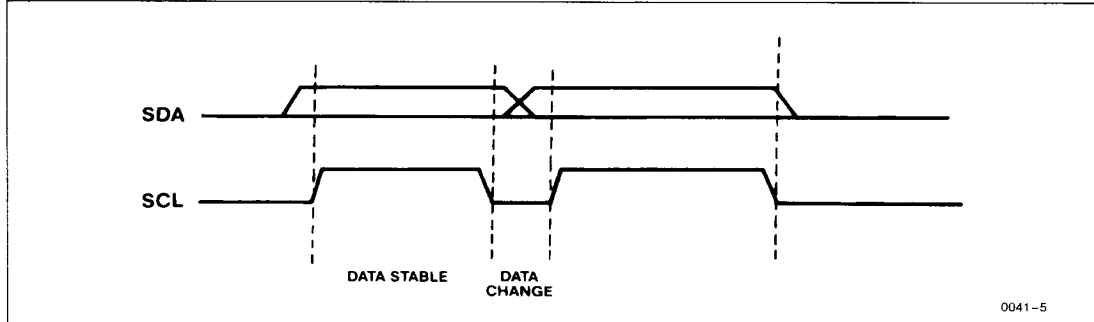 SDA
SCL
DATA STABLE
DATA
CHANGE
0041-5